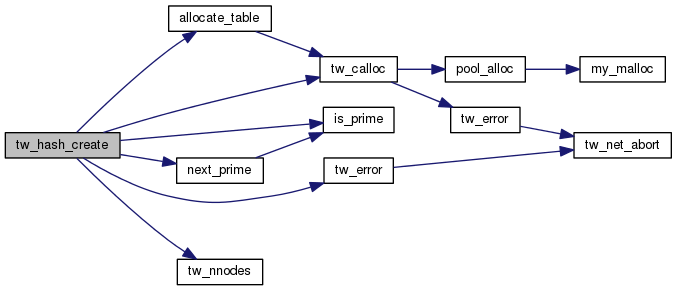 allocate_table
tw_calloc
pool_alloc
my_malloc
is_prime
tw_error
tw_hash_create
tw_net_abort
next_prime
tw_error
tw_nnodes